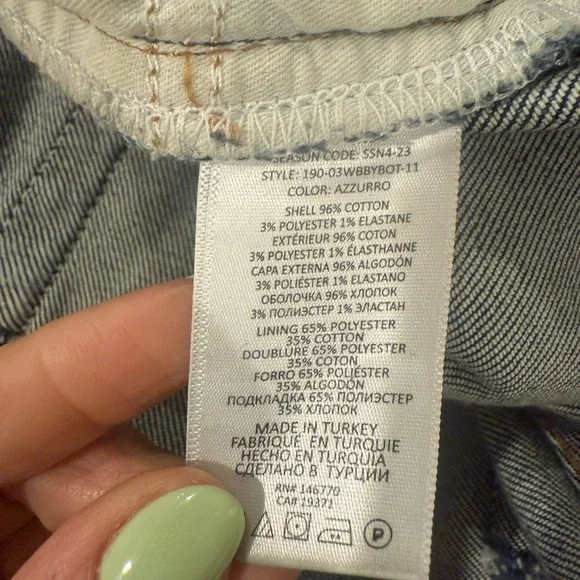 SEASON CODE: SSN4-23
STYLE: 190-03WBBYBOT-11
COLOR: AZZURRO
SHELL 96% COTTON
3% POLYESTER 1% ELASTANE
EXTÉRIEUR 96% COTON
3% POLYESTER 1% ÉLASTHANNE
CAPA EXTERNA 96% ALGODÓN
3% POLIÉSTER 1% ELASTANO
ОБОЛОЧКА 96% ХЛОПОК
3% ПОЛИЭСТЕР 1% ЭЛАСТАН
LINING 65% POLYESTER
35% COTTON
DOUBLURE 65% POLYESTER
35% COTON
FORRO 65% POLIÉSTER
35% ALGODÓN
ПОДКЛАДКА 65% ПОЛИЭСТЕР
35% ХЛОПОК
MADE IN TURKEY
FABRIQUÉ EN TURQUIE
HECHO EN TURQUIA
СДЕЛАНО В ТУРЦИИ
RN# 146770
CA# 19371
P